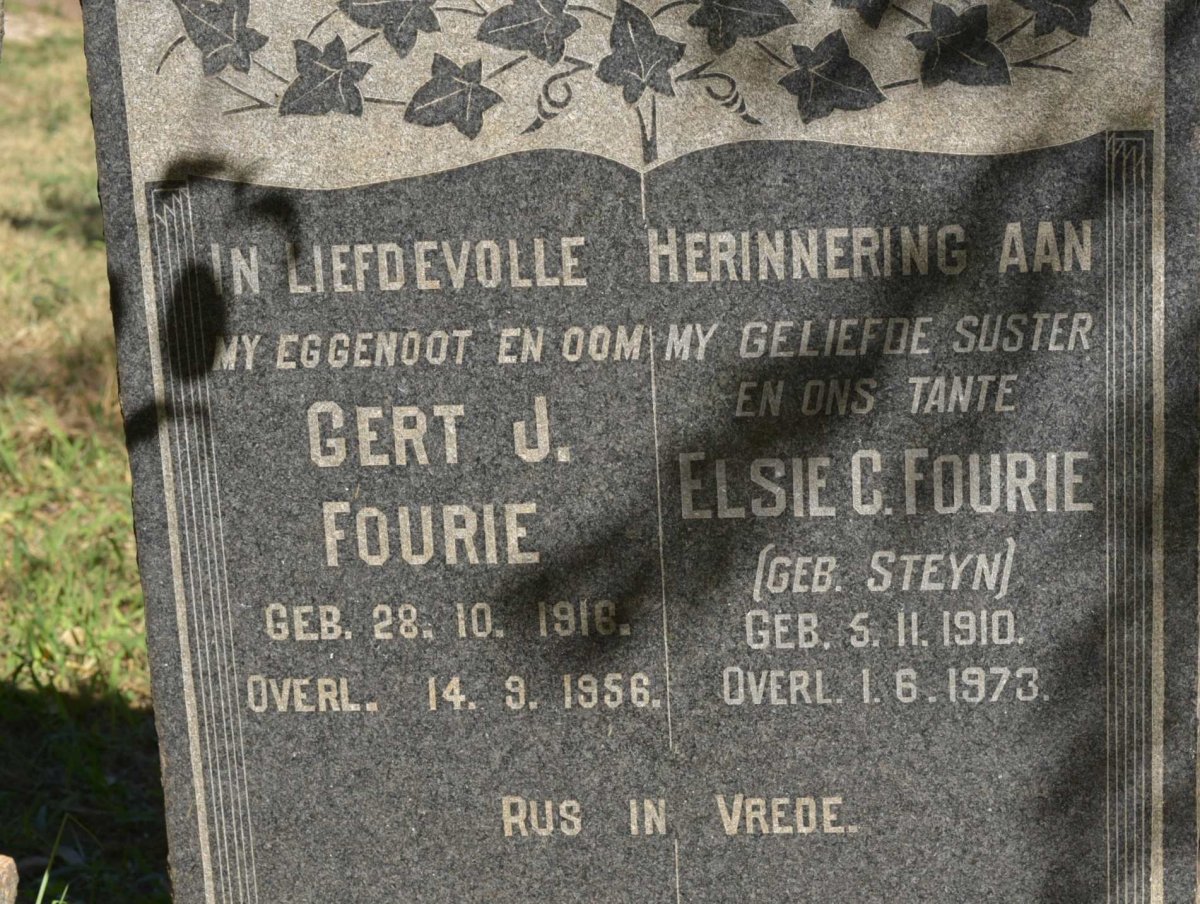 IN LIEFDEVOLLE HERINNERING AAN
MY EGGENOOT EN OOM
GERT J.
FOURIE
GEB. 28. 10.
OVERL. 14. 9. 1956.
MY GELIEFDE SUSTER
EN ONS TANTE
ELSIE C. FOURIE
(GEB. STEYN)
GEB. 5. 11. 1910.
OVERL. 1. 6. 1973.
RUS IN VREDE.